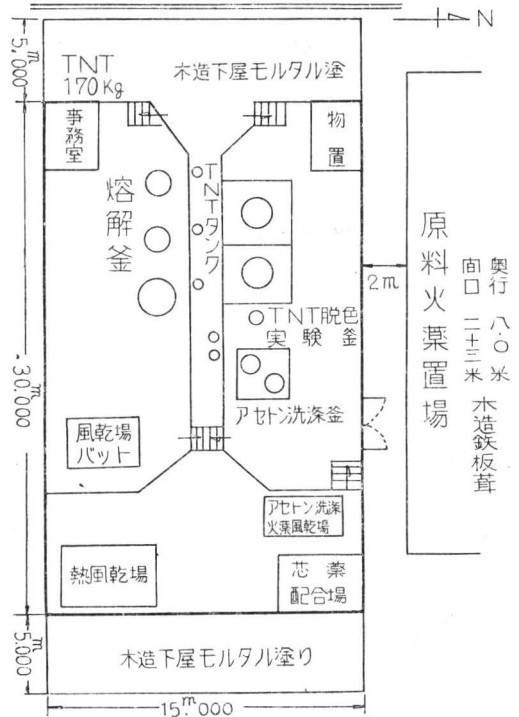 N
5,000m
TNT
170Kg
木造下屋モルタル塗
事務室
物置
熔解釜
TNTタンク
TNT脱色
実験釜
アセトン洗滌釜
2m
原料火薬置場
奥行 八.〇米
間口 二十三米
木造鉄板葺
30.000m
風乾場
バット
アセトン洗滌
火薬風乾場
熱風乾場
芯薬
配合場
5.000m
木造下屋モルタル塗り
15.m000